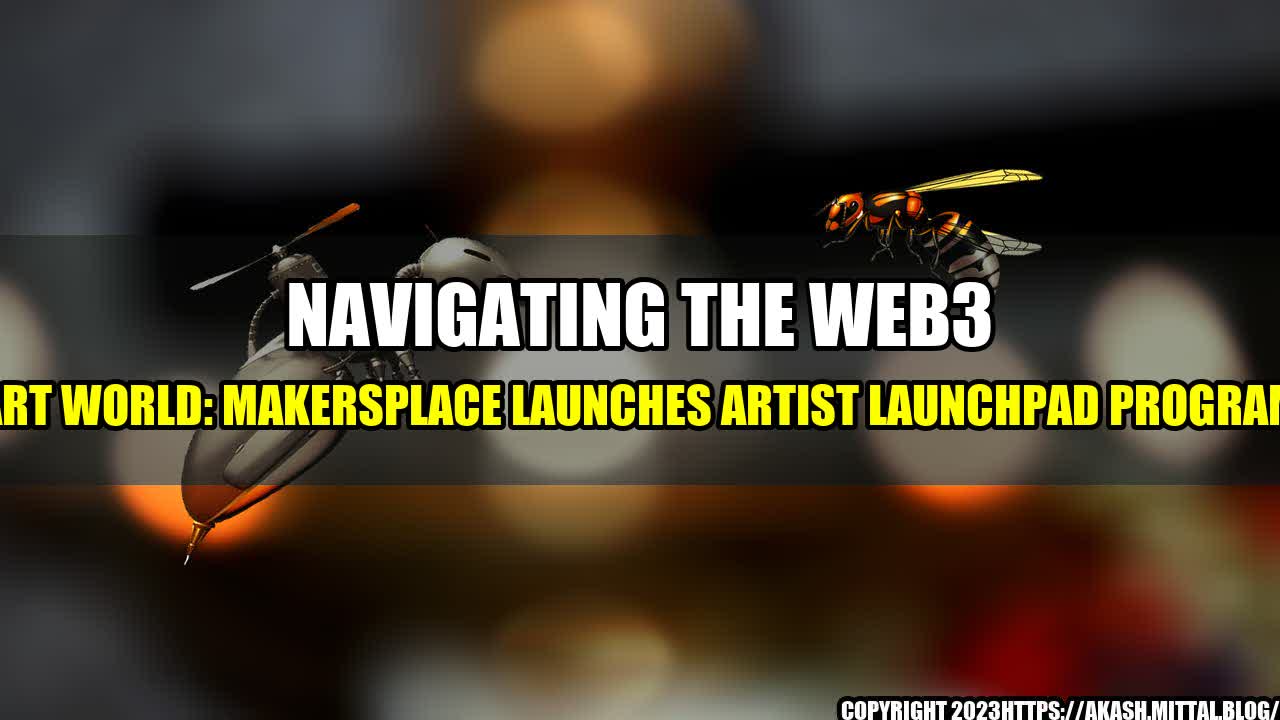 NAVIGATING THE WEB3
ART WORLD: MAKERSPLACE LAUNCHES ARTIST LAUNCHPAD PROGRAM
COPYRIGHT 2023HTTPS://AKASH.MITTAL.BLOG/